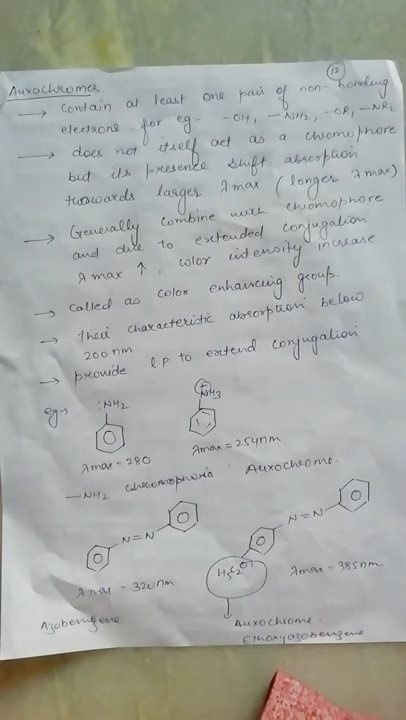 12
Auxochromes
→ contain at least one pair of non-bonding
electrons for eg- -OH, -NH2, -OR, -NR2
→ does not itself act as a chromophore
but its presence shift absorption
towards larger λmax (longer λmax)
→ Generally combine with chromophore
and due to extended conjugation
λmax ↑, color intensity increase
→ called as color enhancing group.
→ Their characteristic absorption below
200nm
→ provide l.p to extend conjugation
eg→ :NH2 +NH3
λmax = 280 λmax = 254nm
-NH2 Auxochrome.
N=N N=N
H5C2O
λmax = 320nm λmax = 385nm
Azobenzene Auxochrome.
Ethoxyazobenzene